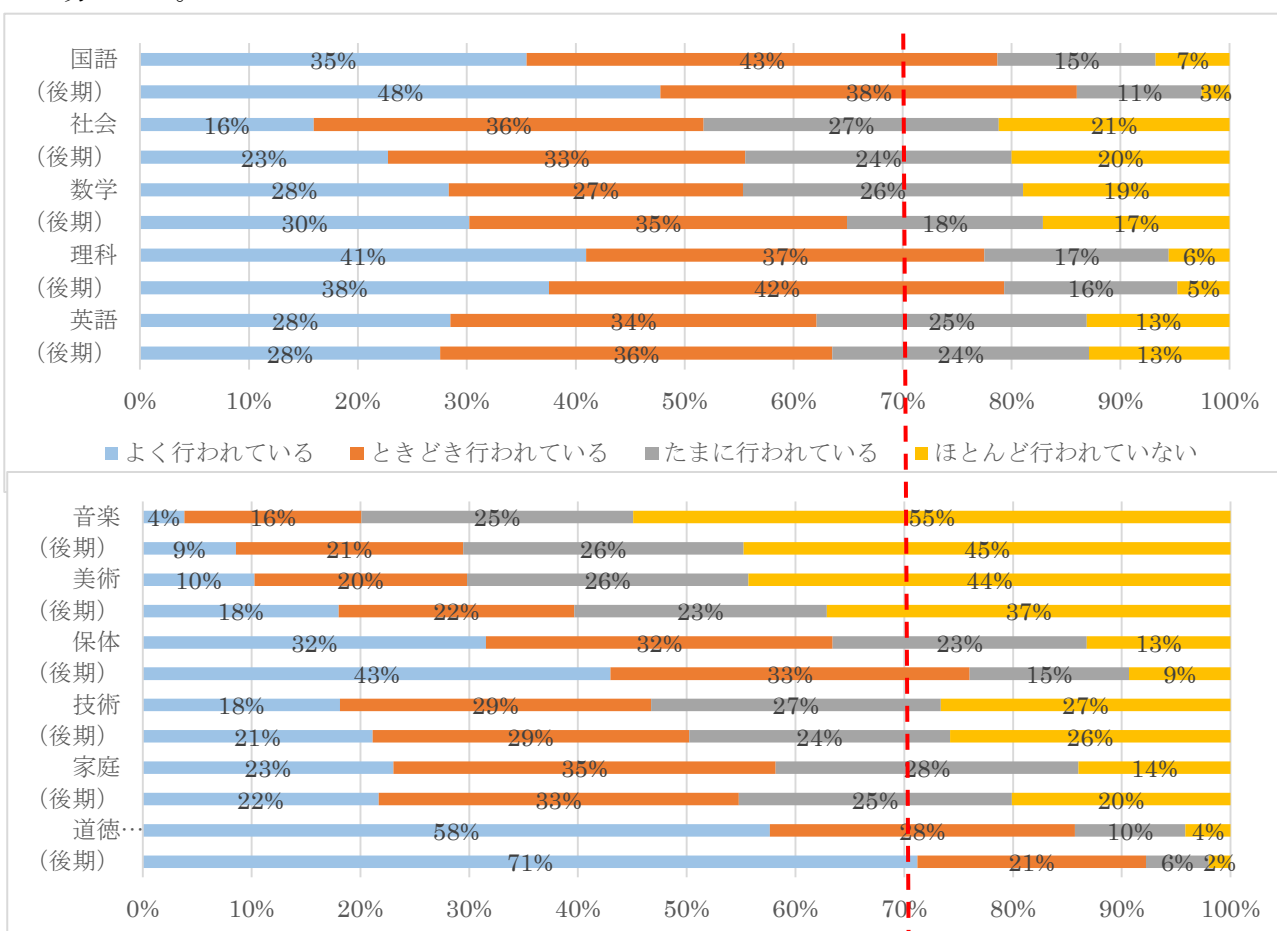 国語 35% 43% 15% 7%
（後期） 48% 38% 11% 3%
社会 16% 36% 27% 21%
（後期） 23% 33% 24% 20%
数学 28% 27% 26% 19%
（後期） 30% 35% 18% 17%
理科 41% 37% 17% 6%
（後期） 38% 42% 16% 5%
英語 28% 34% 25% 13%
（後期） 28% 36% 24% 13%
0% 10% 20% 30% 40% 50% 60% 70% 80% 90% 100%
よく行われている ときどき行われている たまに行われている ほとんど行われていない
音楽 4% 16% 25% 55%
（後期） 9% 21% 26% 45%
美術 10% 20% 26% 44%
（後期） 18% 22% 23% 37%
保体 32% 32% 23% 13%
（後期） 43% 33% 15% 9%
技術 18% 29% 27% 27%
（後期） 21% 29% 24% 26%
家庭 23% 35% 28% 14%
（後期） 22% 33% 25% 20%
道徳… 58% 28% 10% 4%
（後期） 71% 21% 6% 2%
0% 10% 20% 30% 40% 50% 60% 70% 80% 90% 100%